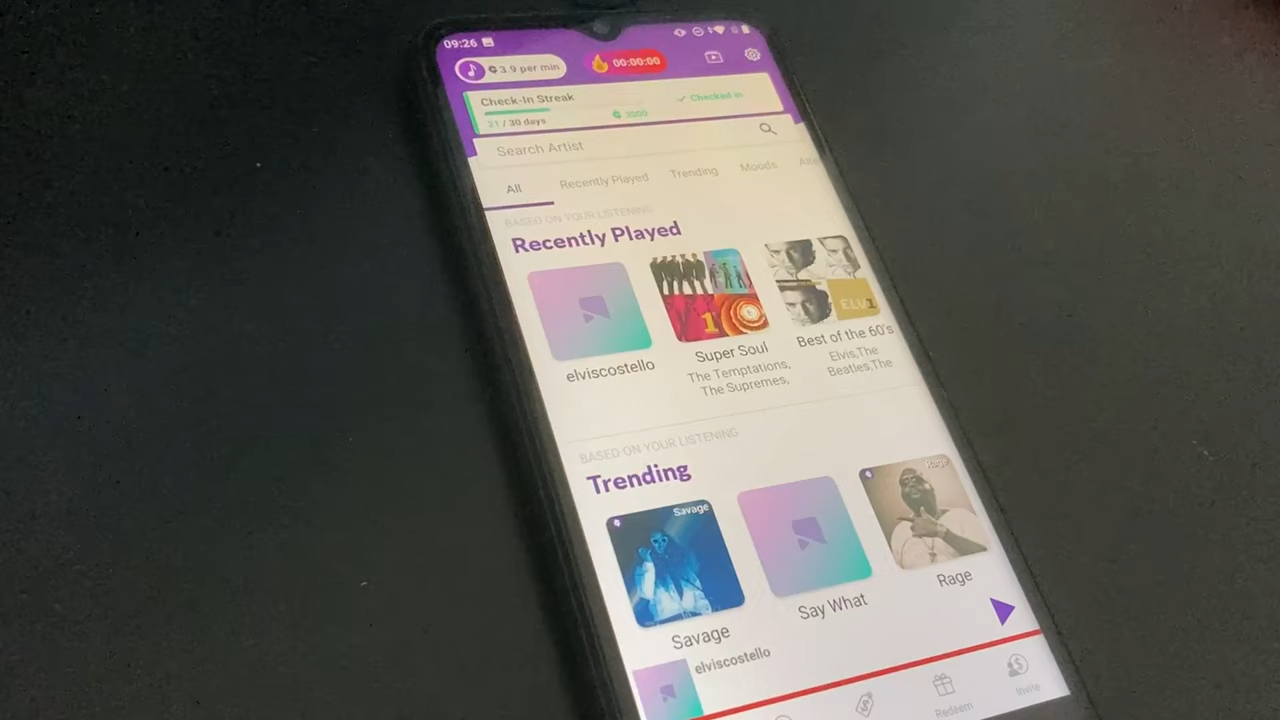 09:26
3.9 per min
00:00:00
Check-In Streak
Checked in
21 / 30 days
3000
Search Artist
All
Recently Played
Trending
Moods
BASED ON YOUR LISTENING
Recently Played
ELV1
elviscostello
Super Soul
Best of the 60's
The Temptations,
The Supremes,
Elvis,The
Beatles,The
BASED ON YOUR LISTENING
Trending
Savage
Rage
Savage
Say What
Rage
elviscostello
Redeem
Invite